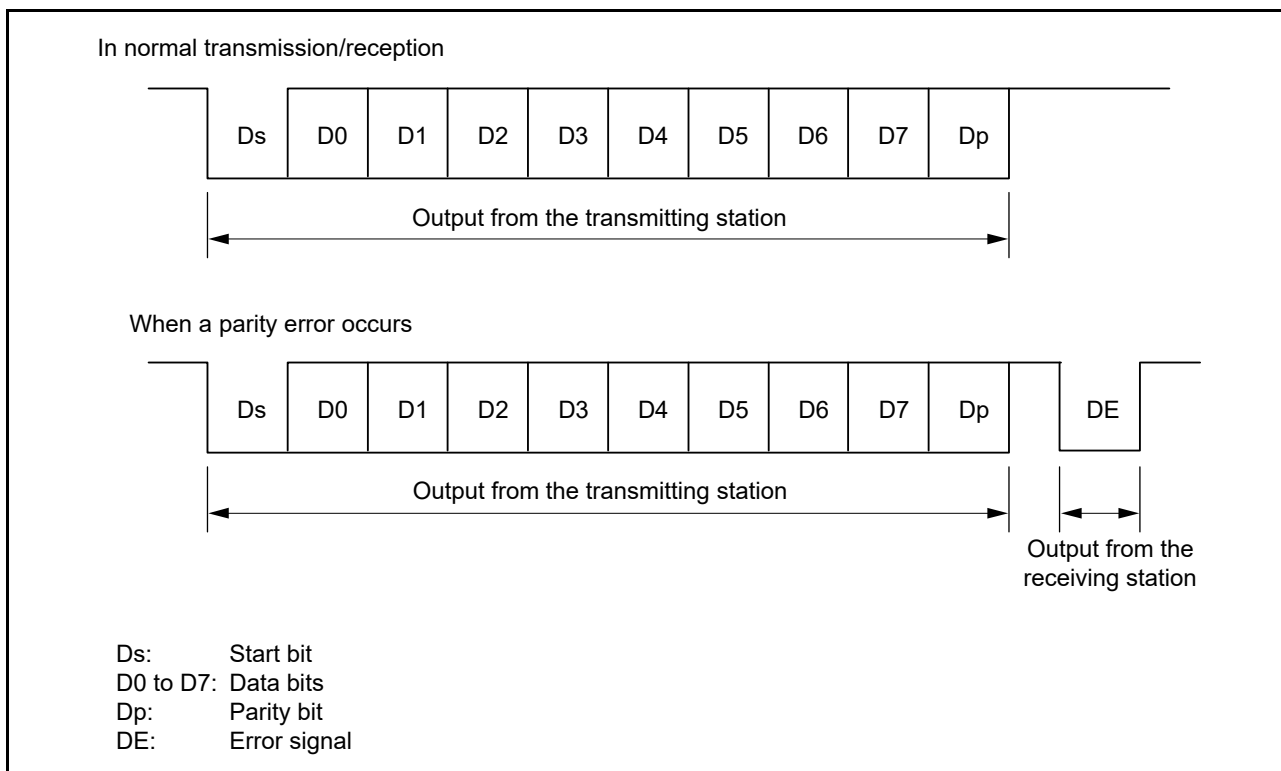 In normal transmission/reception
Ds D0 D1 D2 D3 D4 D5 D6 D7 Dp
Output from the transmitting station
When a parity error occurs
Ds D0 D1 D2 D3 D4 D5 D6 D7 Dp DE
Output from the transmitting station
Output from the
receiving station
Ds: Start bit
D0 to D7: Data bits
Dp: Parity bit
DE: Error signal